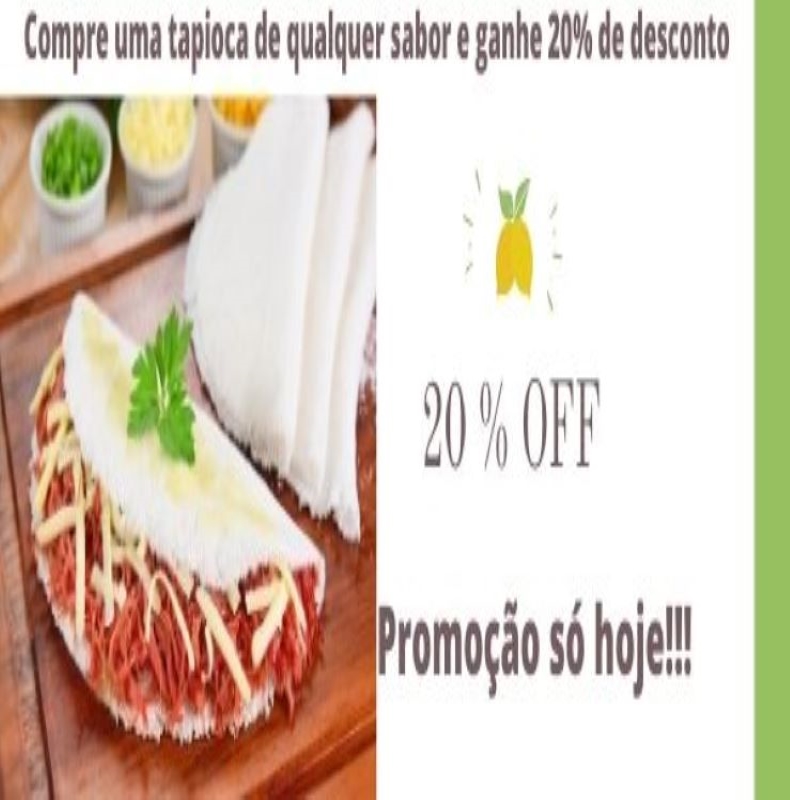 Compre uma tapioca de qualquer sabor e ganhe 20% de desconto
20 % OFF
Promoção só hoje!!!